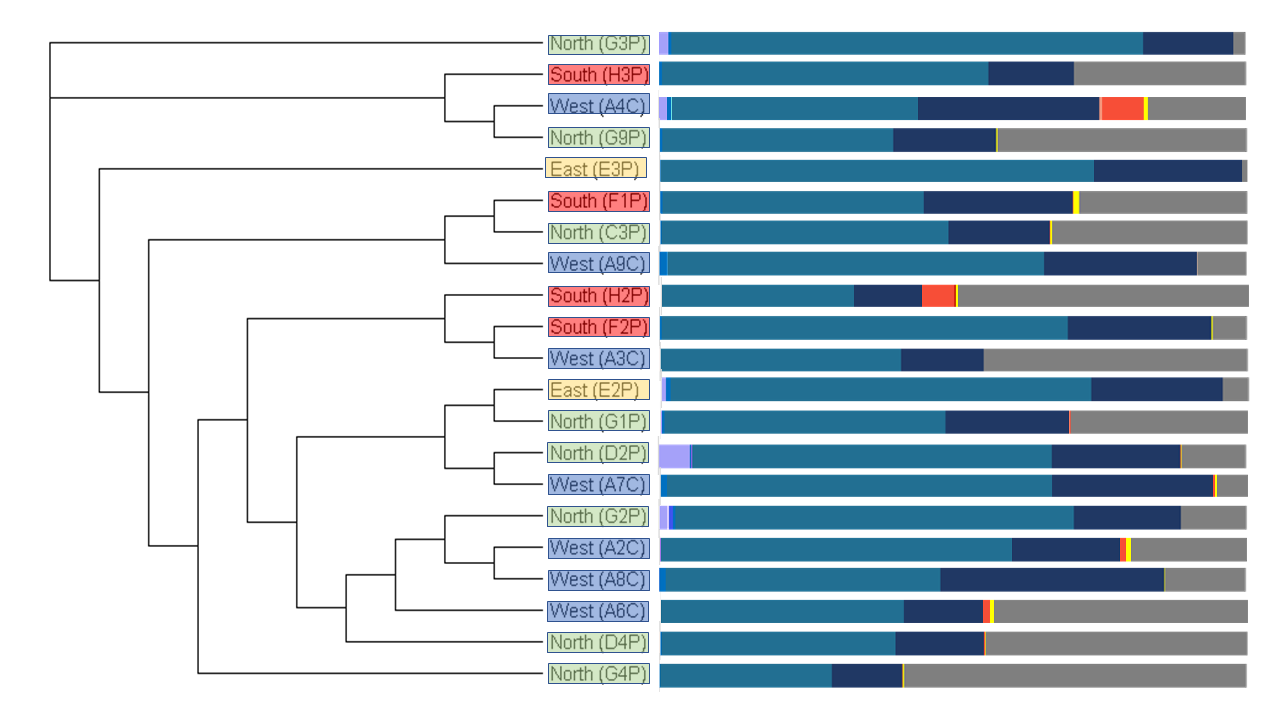 North (G3P)
South (H3P)
West (A4C)
North (G9P)
East (E3P)
South (F1P)
North (C3P)
West (A9C)
South (H2P)
South (F2P)
West (A3C)
East (E2P)
North (G1P)
North (D2P)
West (A7C)
North (G2P)
West (A2C)
West (A8C)
West (A6C)
North (D4P)
North (G4P)